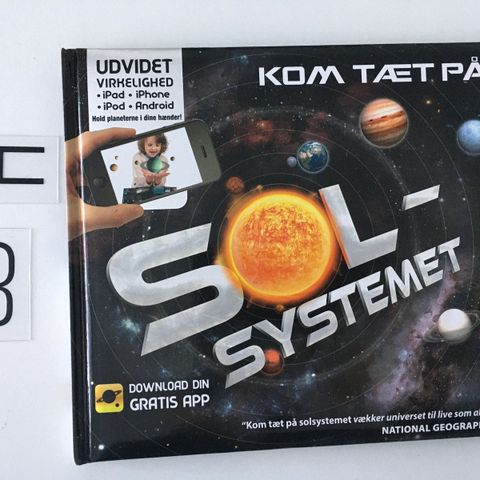 UDVIDET
VIRKELIGHED
• iPad • iPhone
• iPod • Android
Hold planeterne i dine hænder!
KOM TÆT PÅ
SOL-
SYSTEMET
DOWNLOAD DIN
GRATIS APP
"Kom tæt på solsystemet vækker universet til live som
NATIONAL